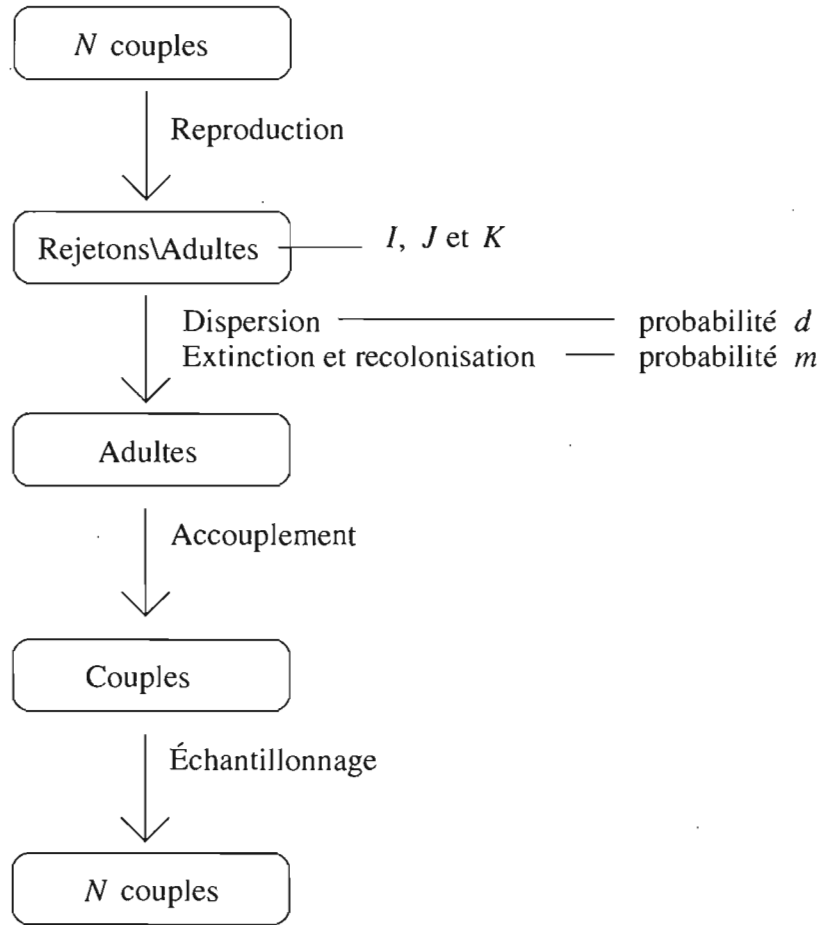 N couples
Reproduction
Rejetons\Adultes
I, J et K
Dispersion probabilité d
Extinction et recolonisation probabilité m
Adultes
Accouplement
Couples
Échantillonnage
N couples